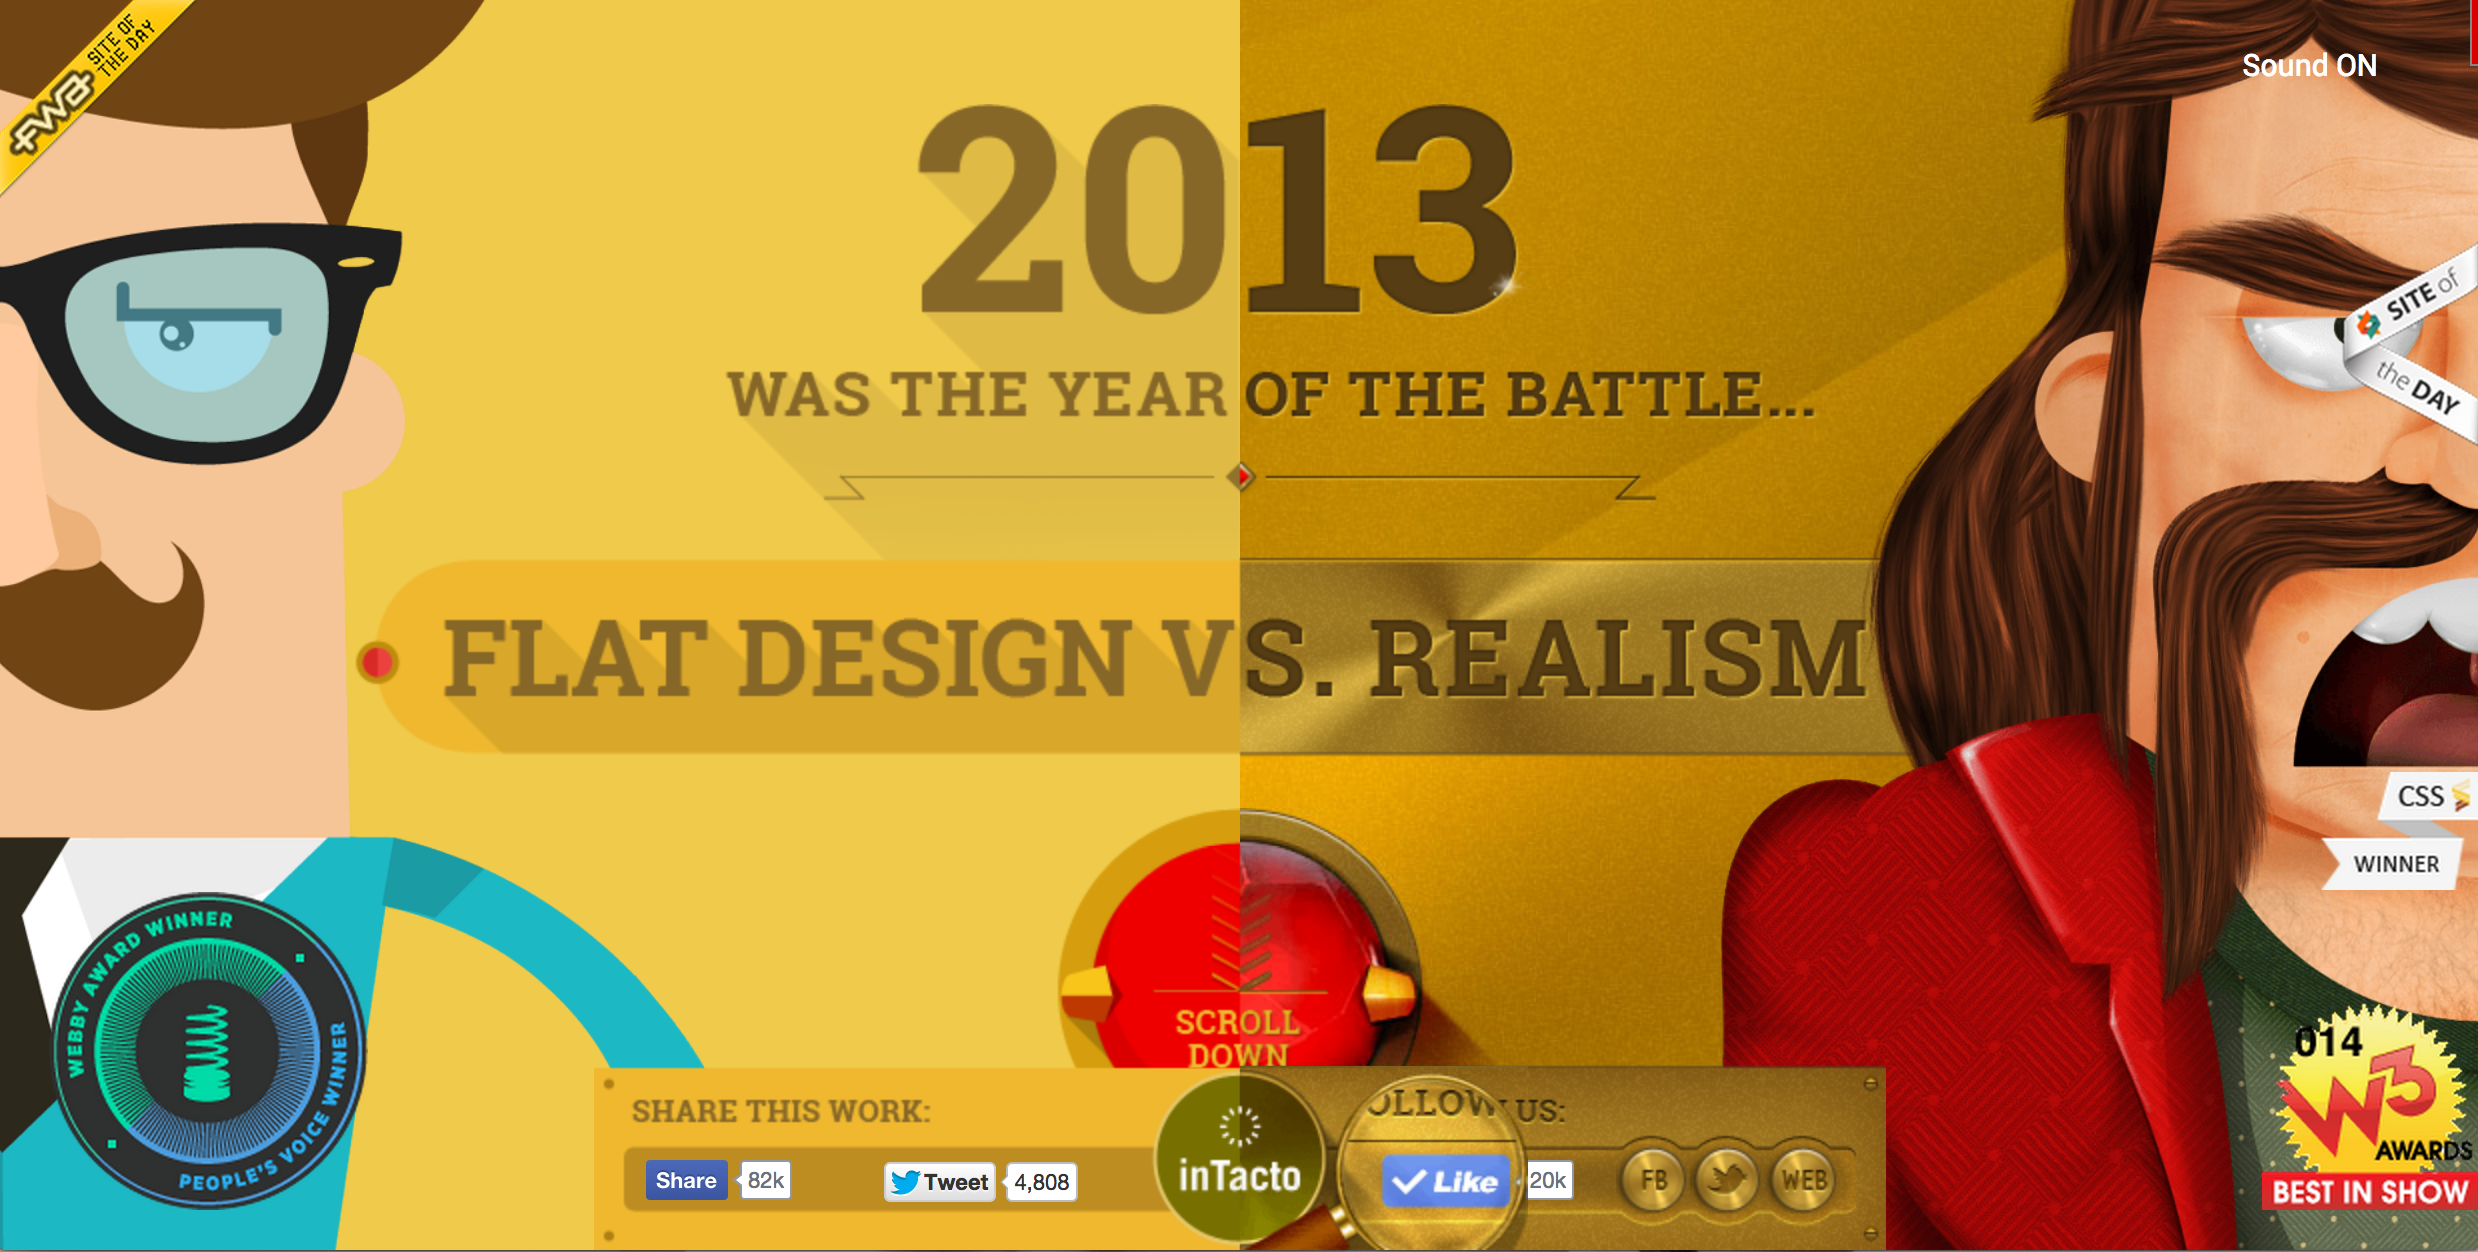 SITE OF
THE DAY
FWA
Sound ON
2013
WAS THE YEAR OF THE BATTLE...
SITE of
the DAY
FLAT DESIGN VS. REALISM
CSS
WINNER
WEBBY AWARD WINNER
PEOPLE'S VOICE WINNER
SCROLL
DOWN
014
W3
AWARDS
BEST IN SHOW
SHARE THIS WORK:
Share 82k
Tweet 4,808
inTacto
OLLOW US:
Like 20k
FB WEB